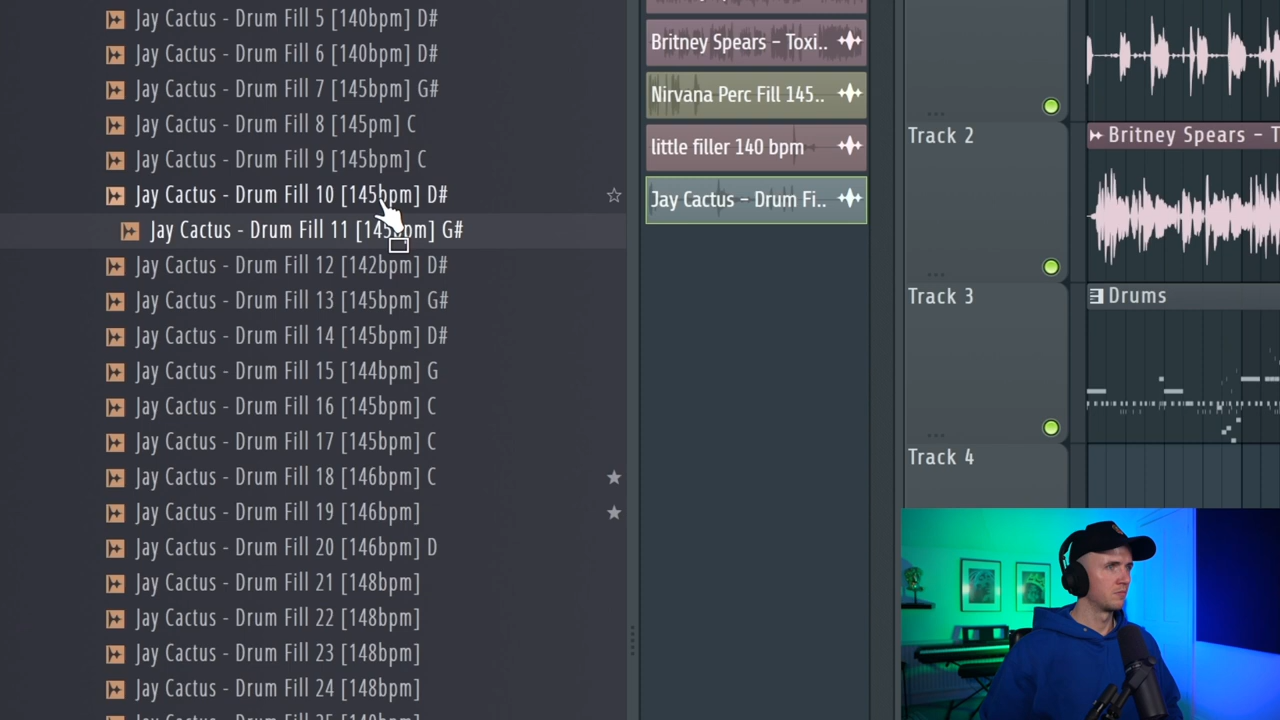 Jay Cactus - Drum Fill 5 [140bpm] D#
Jay Cactus - Drum Fill 6 [140bpm] D#
Jay Cactus - Drum Fill 7 [145bpm] G#
Jay Cactus - Drum Fill 8 [145pm] C
Jay Cactus - Drum Fill 9 [145bpm] C
Jay Cactus - Drum Fill 10 [145bpm] D#
Jay Cactus - Drum Fill 11 [145bpm] G#
Jay Cactus - Drum Fill 12 [142bpm] D#
Jay Cactus - Drum Fill 13 [145bpm] G#
Jay Cactus - Drum Fill 14 [145bpm] D#
Jay Cactus - Drum Fill 15 [144bpm] G
Jay Cactus - Drum Fill 16 [145bpm] C
Jay Cactus - Drum Fill 17 [145bpm] C
Jay Cactus - Drum Fill 18 [146bpm] C
Jay Cactus - Drum Fill 19 [146bpm]
Jay Cactus - Drum Fill 20 [146bpm] D
Jay Cactus - Drum Fill 21 [148bpm]
Jay Cactus - Drum Fill 22 [148bpm]
Jay Cactus - Drum Fill 23 [148bpm]
Jay Cactus - Drum Fill 24 [148bpm]
Britney Spears - Toxi..
Nirvana Perc Fill 145..
little filler 140 bpm
Jay Cactus - Drum Fi..
Track 2
Britney Spears - T
Track 3
Drums
Track 4